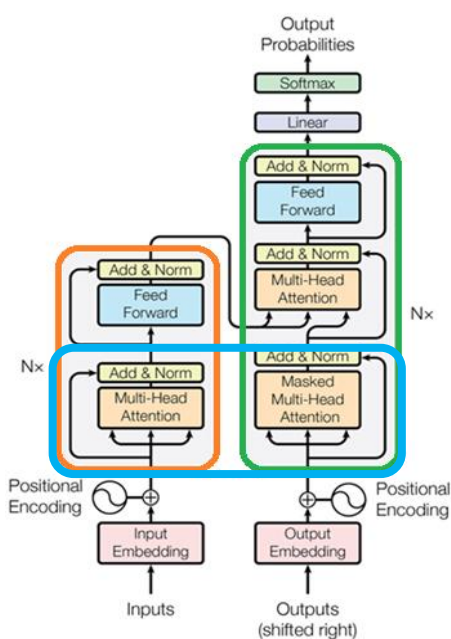 Output
Probabilities
Softmax
Linear
Add & Norm
Feed
Forward
Add & Norm
Multi-Head
Attention
Add & Norm
Masked
Multi-Head
Attention
N×
Positional
Encoding
Output
Embedding
Outputs
(shifted right)
Add & Norm
Feed
Forward
Add & Norm
Multi-Head
Attention
N×
Positional
Encoding
Input
Embedding
Inputs